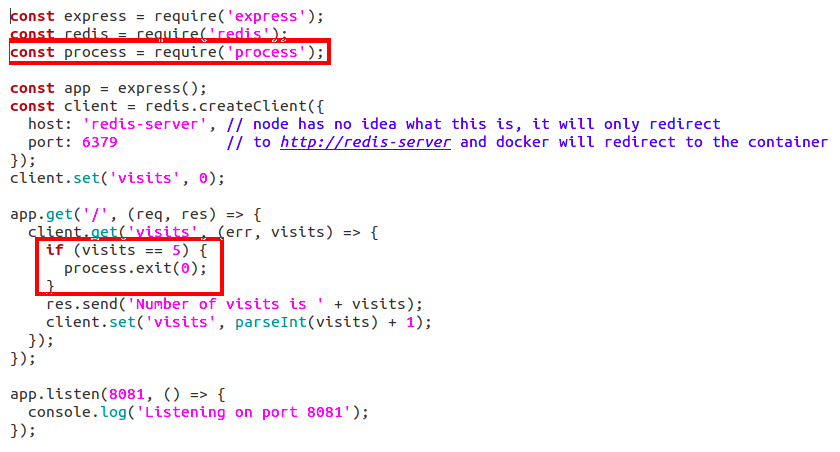 const express = require('express');
const redis = require('redis');
const process = require('process');

const app = express();
const client = redis.createClient({
  host: 'redis-server', // node has no idea what this is, it will only redirect
  port: 6379            // to http://redis-server and docker will redirect to the container
});
client.set('visits', 0);

app.get('/', (req, res) => {
  client.get('visits', (err, visits) => {
    if (visits == 5) {
      process.exit(0);
    }
    res.send('Number of visits is ' + visits);
    client.set('visits', parseInt(visits) + 1);
  });
});

app.listen(8081, () => {
  console.log('Listening on port 8081');
});